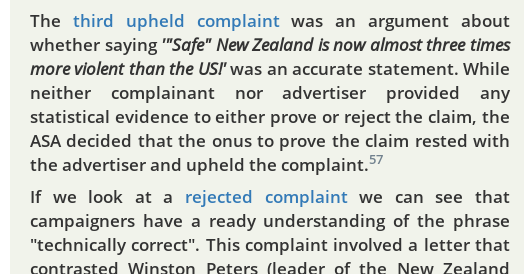 The third upheld complaint was an argument about
whether saying '"Safe" New Zealand is now almost three times
more violent than the US!' was an accurate statement. While
neither complainant nor advertiser provided any
statistical evidence to either prove or reject the claim, the
ASA decided that the onus to prove the claim rested with
the advertiser and upheld the complaint.57
If we look at a rejected complaint we can see that
campaigners have a ready understanding of the phrase
"technically correct". This complaint involved a letter that
contrasted Winston Peters (leader of the New Zealand